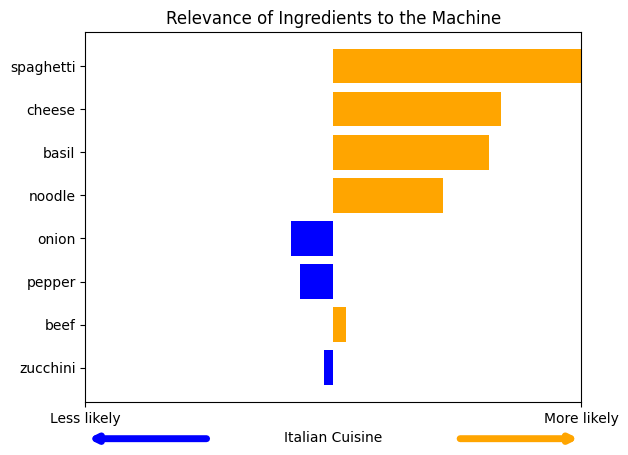 Relevance of Ingredients to the Machine
spaghetti
cheese
basil
noodle
onion
pepper
beef
zucchini
Less likely
More likely
Italian Cuisine